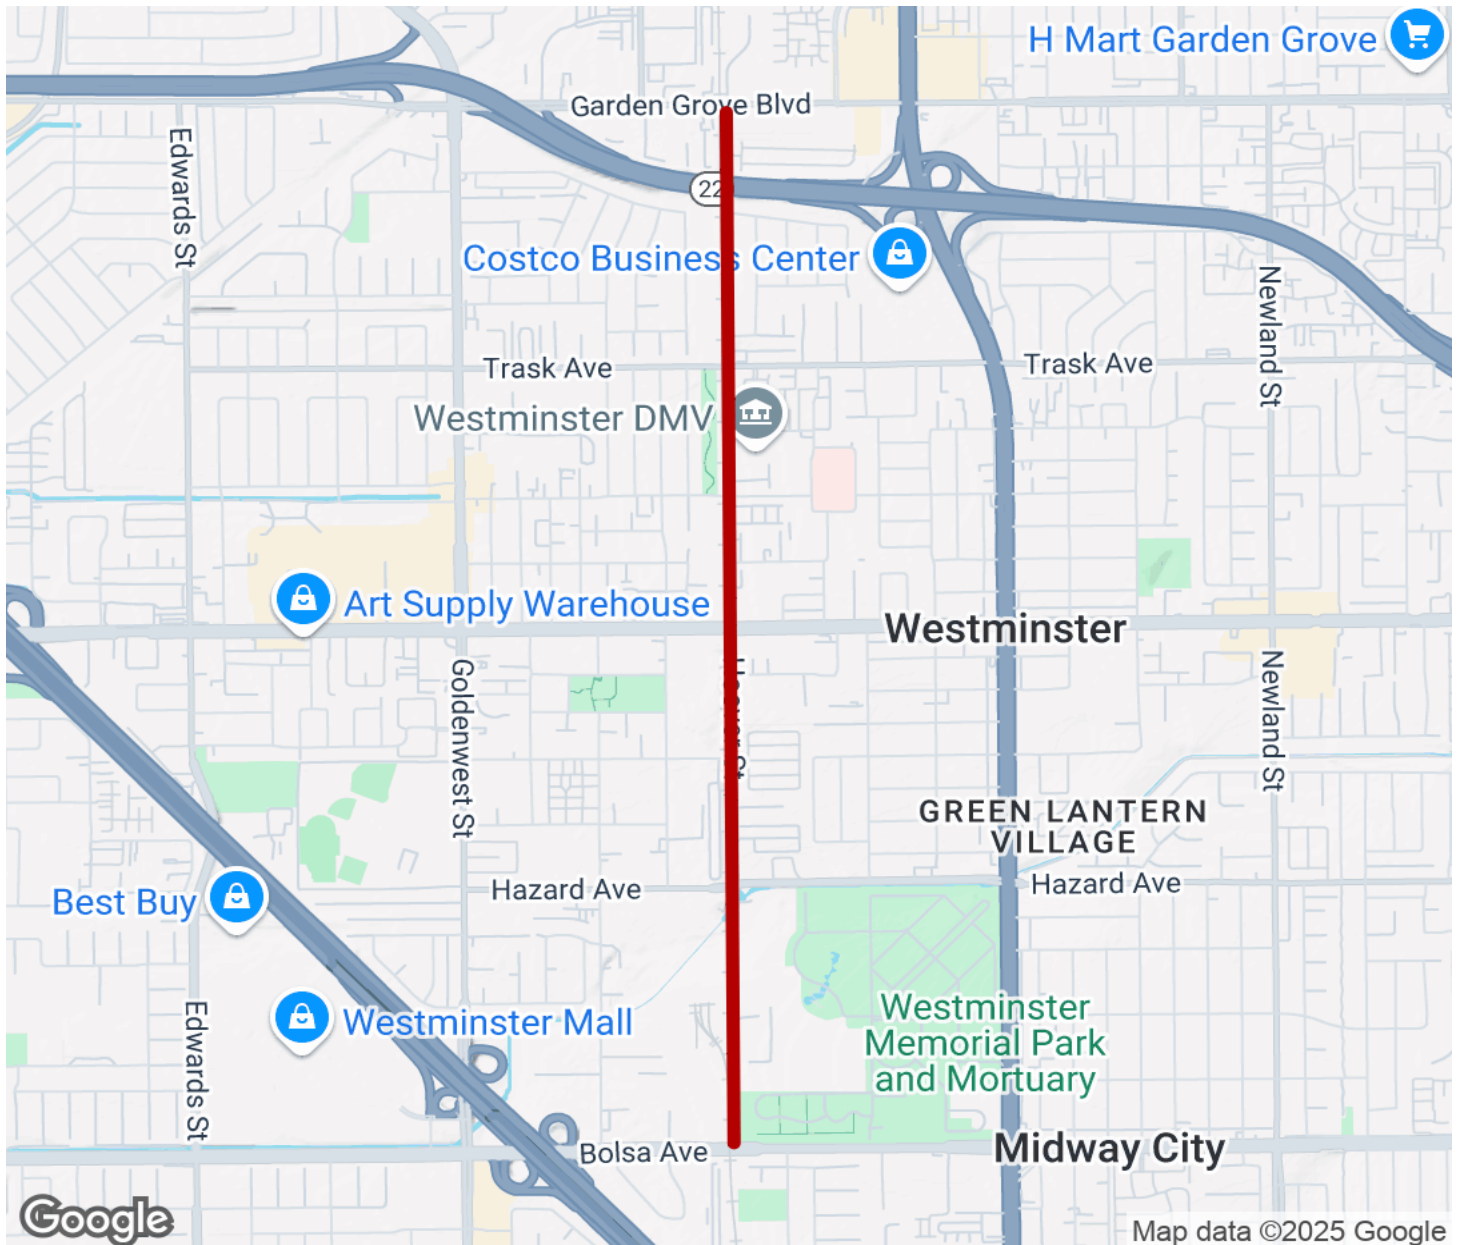 H Mart Garden Grove
Garden Grove Blvd
Edwards St
22
Costco Business Center
Newland St
Trask Ave
Trask Ave
Westminster DMV
Art Supply Warehouse
Westminster
Goldenwest St
Newland St
GREEN LANTERN
VILLAGE
Hazard Ave
Hazard Ave
Best Buy
Westminster
Memorial Park
and Mortuary
Westminster Mall
Edwards St
Bolsa Ave
Midway City
Google
Map data ©2025 Google